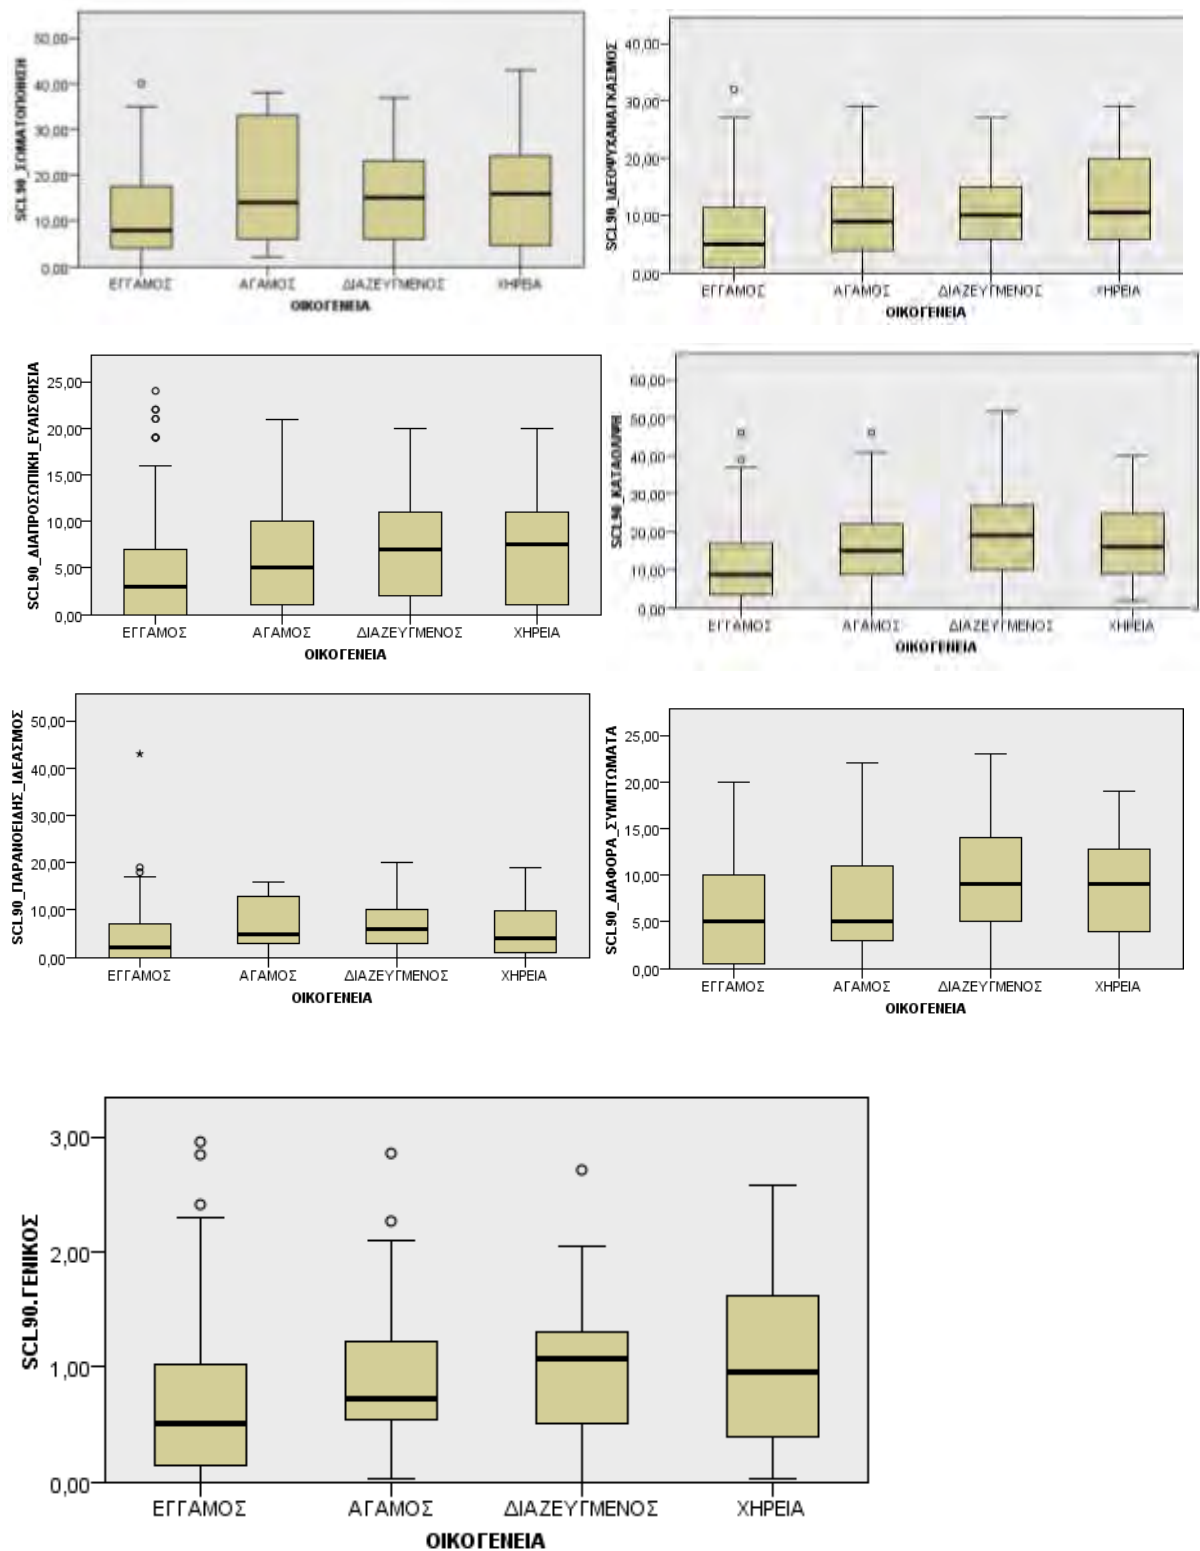 SCL90_ΣΩΜΑΤΟΠΟΙΗΣΗ
50,00
40,00
30,00
20,00
10,00
0,00
ΕΓΓΑΜΟΣ ΑΓΑΜΟΣ ΔΙΑΖΕΥΓΜΕΝΟΣ ΧΗΡΕΙΑ
ΟΙΚΟΓΕΝΕΙΑ
SCL90_ΙΔΕΟΨΥΧΑΝΑΓΚΑΣΜΟΣ
40,00
30,00
20,00
10,00
0,00
ΕΓΓΑΜΟΣ ΑΓΑΜΟΣ ΔΙΑΖΕΥΓΜΕΝΟΣ ΧΗΡΕΙΑ
ΟΙΚΟΓΕΝΕΙΑ
SCL90_ΔΙΑΠΡΟΣΩΠΙΚΗ_ΕΥΑΙΣΘΗΣΙΑ
25,00
20,00
15,00
10,00
5,00
0,00
ΕΓΓΑΜΟΣ ΑΓΑΜΟΣ ΔΙΑΖΕΥΓΜΕΝΟΣ ΧΗΡΕΙΑ
ΟΙΚΟΓΕΝΕΙΑ
SCL90_ΚΑΤΑΘΛΙΨΗ
60,00
50,00
40,00
30,00
20,00
10,00
0,00
ΕΓΓΑΜΟΣ ΑΓΑΜΟΣ ΔΙΑΖΕΥΓΜΕΝΟΣ ΧΗΡΕΙΑ
ΟΙΚΟΓΕΝΕΙΑ
SCL90_ΠΑΡΑΝΟΕΙΔΗΣ_ΙΔΕΑΣΜΟΣ
50,00
40,00
30,00
20,00
10,00
0,00
ΕΓΓΑΜΟΣ ΑΓΑΜΟΣ ΔΙΑΖΕΥΓΜΕΝΟΣ ΧΗΡΕΙΑ
ΟΙΚΟΓΕΝΕΙΑ
SCL90_ΔΙΑΦΟΡΑ_ΣΥΜΠΤΩΜΑΤΑ
25,00
20,00
15,00
10,00
5,00
0,00
ΕΓΓΑΜΟΣ ΑΓΑΜΟΣ ΔΙΑΖΕΥΓΜΕΝΟΣ ΧΗΡΕΙΑ
ΟΙΚΟΓΕΝΕΙΑ
SCL90.ΓΕΝΙΚΟΣ
3,00
2,00
1,00
0,00
ΕΓΓΑΜΟΣ ΑΓΑΜΟΣ ΔΙΑΖΕΥΓΜΕΝΟΣ ΧΗΡΕΙΑ
ΟΙΚΟΓΕΝΕΙΑ